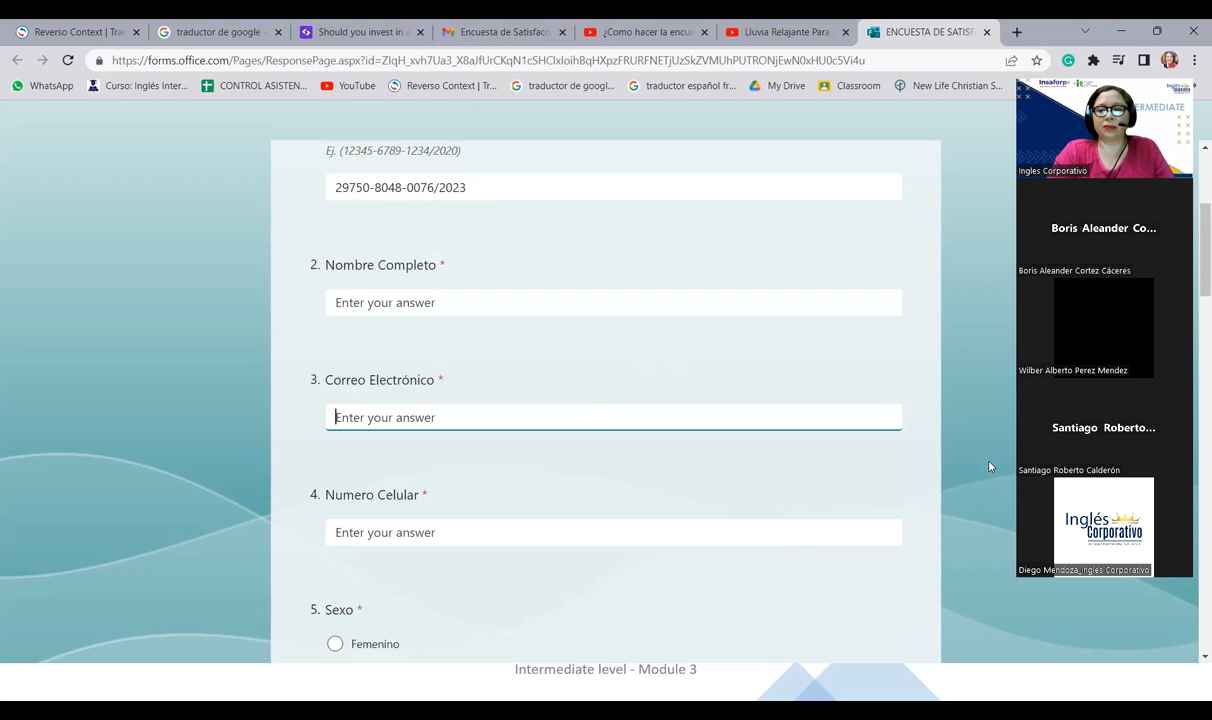 Reverso Context | Tra
traductor de google -
Should you invest in a
Encuesta de Satisfacc
¿Como hacer la encue
Lluvia Relajante Para
ENCUESTA DE SATISF
https://forms.office.com/Pages/ResponsePage.aspx?id=ZIqH_xvh7Ua3_X8aJfUrCKqN1cSHCIxIoihBqHXpzFRURFNETjUzSkZVMUhPUTRONjEwN0xHU0c5Vi4u
WhatsApp
Curso: Inglés Inter...
CONTROL ASISTEN...
YouTube
Reverso Context | T...
traductor de googl...
traductor español fr...
My Drive
Classroom
New Life Christian S...
Ej. (12345-6789-1234/2020)
29750-8048-0076/2023
2. Nombre Completo *
Enter your answer
3. Correo Electrónico *
Enter your answer
4. Numero Celular *
Enter your answer
5. Sexo *
Femenino
Intermediate level - Module 3
Insaforp
ERMEDIATE
Ingles Corporativo
Boris Aleander Co...
Boris Aleander Cortez Cáceres
Wilber Alberto Perez Mendez
Santiago Roberto...
Santiago Roberto Calderón
Inglés
Corporativo
Diego Mendoza_Inglés Corporativo